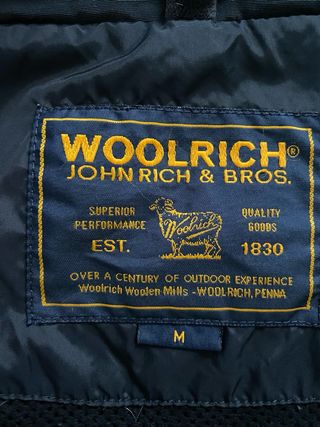 WOOLRICH®
JOHN RICH & BROS.
SUPERIOR PERFORMANCE
QUALITY GOODS
Woolrich
EST. 1830
OVER A CENTURY OF OUTDOOR EXPERIENCE
Woolrich Woolen Mills - WOOLRICH, PENNA
M